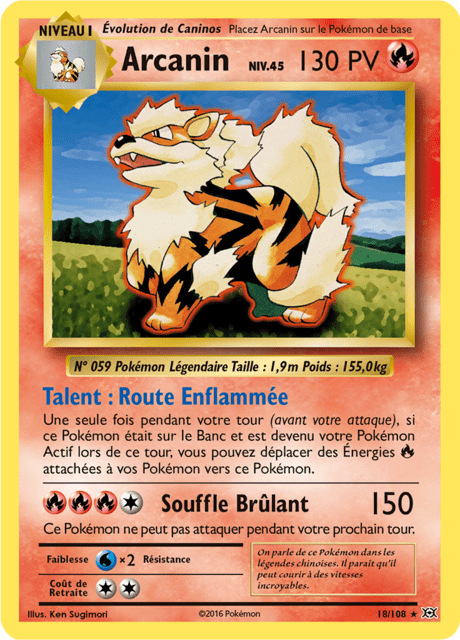 NIVEAU 1 Évolution de Caninos Placez Arcanin sur le Pokémon de base
Arcanin NIV.45 130 PV
N° 059 Pokémon Légendaire Taille : 1,9m Poids : 155,0kg
Talent : Route Enflammée
Une seule fois pendant votre tour (avant votre attaque), si
ce Pokémon était sur le Banc et est devenu votre Pokémon
Actif lors de ce tour, vous pouvez déplacer des Énergies
attachées à vos Pokémon vers ce Pokémon.
Souffle Brûlant 150
Ce Pokémon ne peut pas attaquer pendant votre prochain tour.
Faiblesse ×2 Résistance
Coût de
Retraite
On parle de ce Pokémon dans les
légendes chinoises. Il paraît qu'il
peut courir à des vitesses
incroyables.
Illus. Ken Sugimori ©2016 Pokémon 18/108 ★